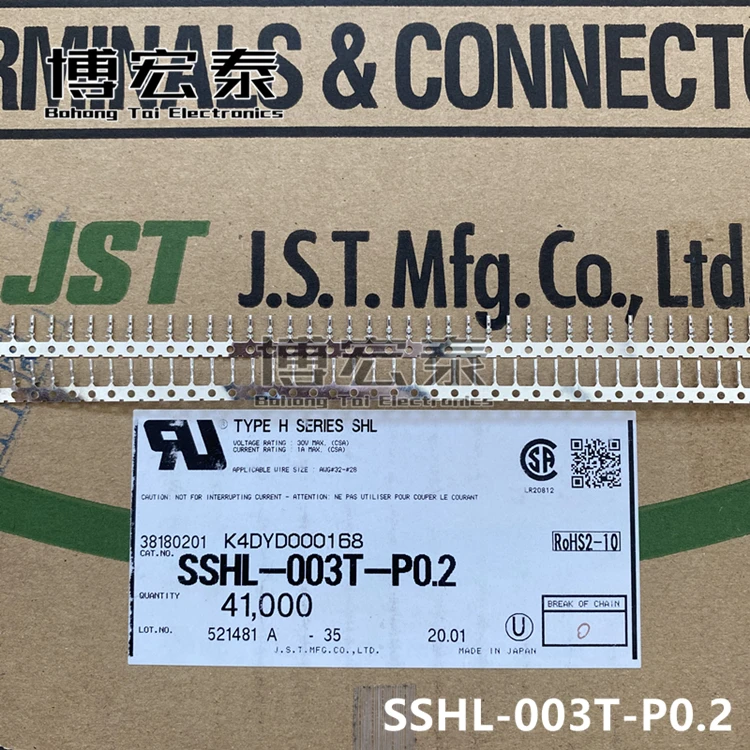 RMINALS & CONNECTO
博宏泰
Bohong Tai Electronics
JST J.S.T. Mfg. Co., Ltd
博宏泰
Bohong Tai Electronics
TYPE H SERIES SHL
VOLTAGE RATING : 30V MAX. (CSA)
CURRENT RATING : 1A MAX. (CSA)
APPLICABLE WIRE SIZE : AWG#32-#28
LR20812
CAUTION: NOT FOR INTERRUPTING CURRENT - ATTENTION: NE PAS UTILISER POUR COUPER LE COURANT
38180201 K4DYD000168
RoHS2-10
CAT.NO. SSHL-003T-P0.2
QUANTITY 41,000
BREAK OF CHAIN
0
LOT.NO. 521481 A - 35 20.01
J.S.T.MFG.CO.,LTD.
MADE IN JAPAN
SSHL-003T-P0.2